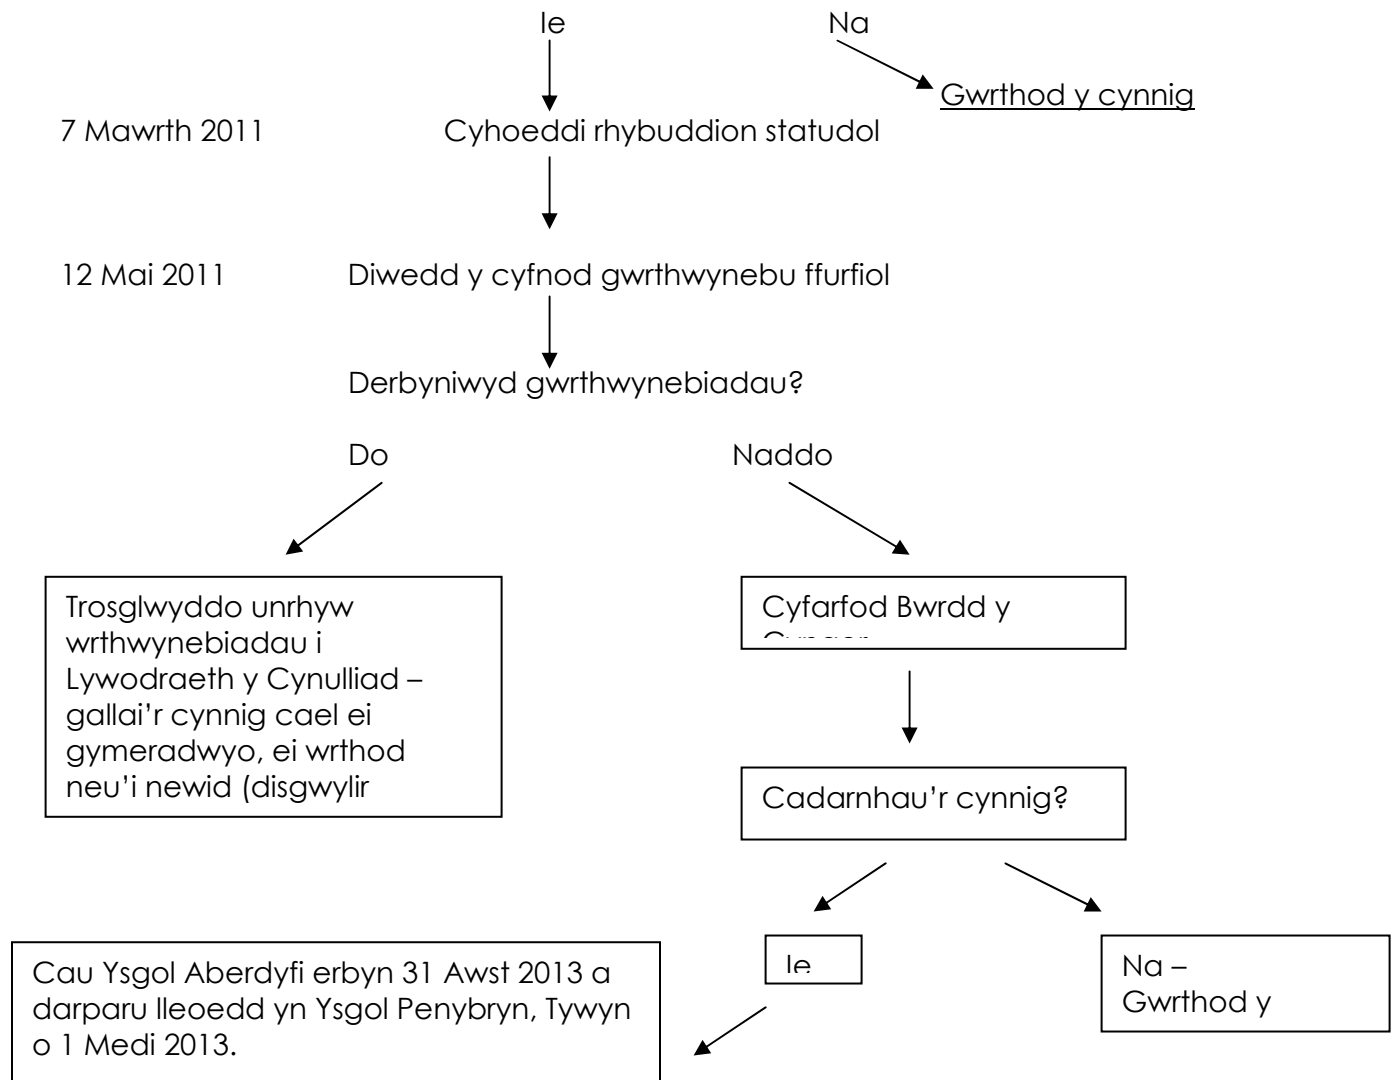 Ie Na
Gwrthod y cynnig
7 Mawrth 2011 Cyhoeddi rhybuddion statudol
12 Mai 2011 Diwedd y cyfnod gwrthwynebu ffurfiol
Derbyniwyd gwrthwynebiadau?
Do Naddo
Trosglwyddo unrhyw
wrthwynebiadau i
Lywodraeth y Cynulliad –
gallai'r cynnig cael ei
gymeradwyo, ei wrthod
neu'i newid (disgwylir
Cyfarfod Bwrdd y
Cadarnhau'r cynnig?
Ie
Na –
Gwrthod y
Cau Ysgol Aberdyfi erbyn 31 Awst 2013 a
darparu lleoedd yn Ysgol Penybryn, Tywyn
o 1 Medi 2013.